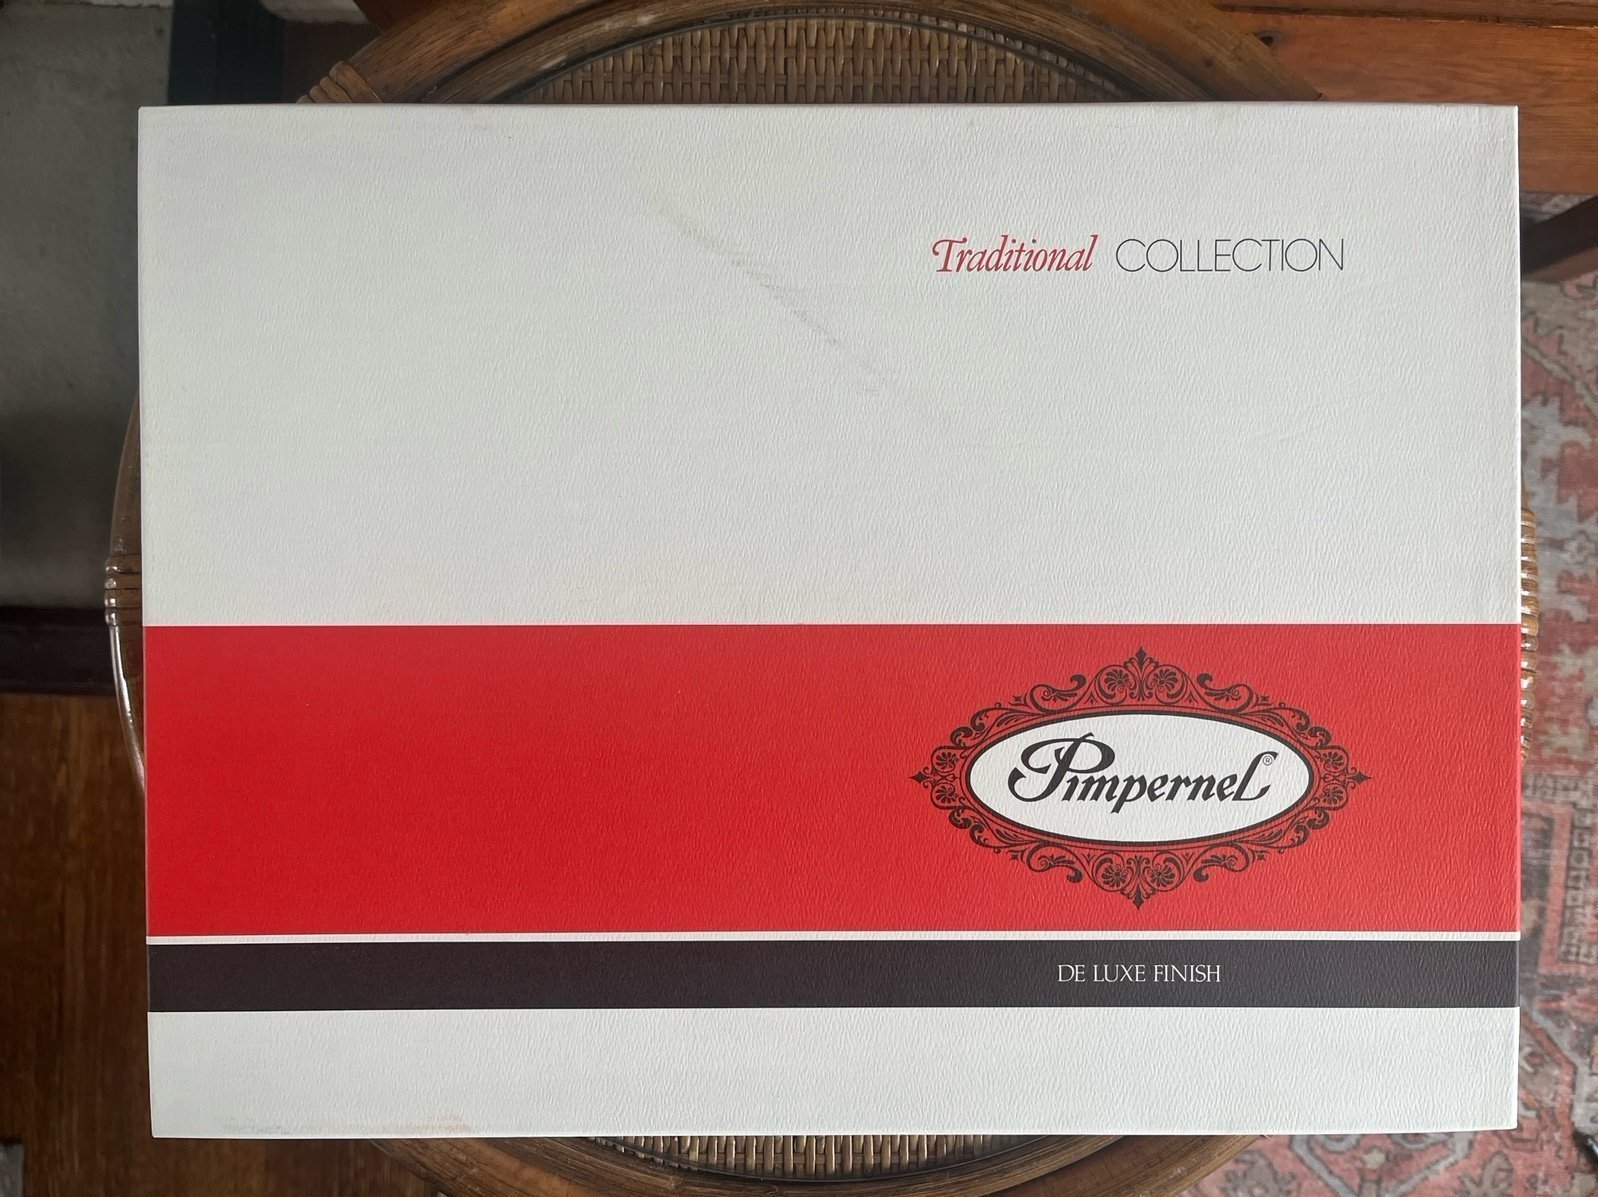 Traditional COLLECTION
Pimpernel®
DE LUXE FINISH